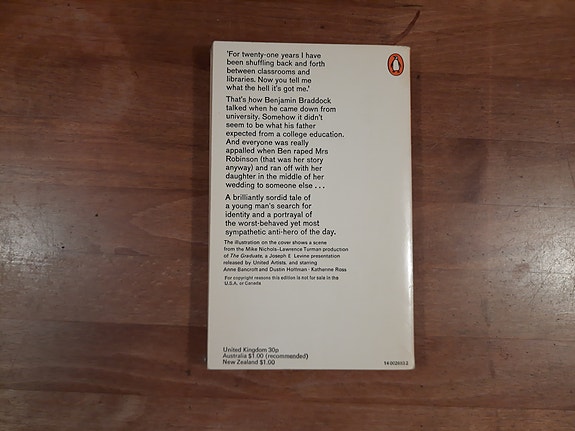 'For twenty-one years I have
been shuffling back and forth
between classrooms and
libraries. Now you tell me
what the hell it's got me.'
That's how Benjamin Braddock
talked when he came down from
university. Somehow it didn't
seem to be what his father
expected from a college education.
And everyone was really
appalled when Ben raped Mrs
Robinson (that was her story
anyway) and ran off with her
daughter in the middle of her
wedding to someone else . . .
A brilliantly sordid tale of
a young man's search for
identity and a portrayal of
the worst-behaved yet most
sympathetic anti-hero of the day.
The illustration on the cover shows a scene
from the Mike Nichols–Lawrence Turman production
of The Graduate, a Joseph E Levine presentation
released by United Artists, and starring
Anne Bancroft and Dustin Hoffman · Katherine Ross
For copyright reasons this edition is not for sale in the
U.S.A. or Canada
United Kingdom 30p
Australia $1.00 (recommended)
New Zealand $1.00